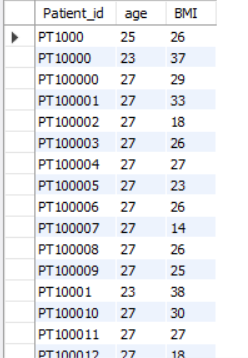 Patient_id age BMI
PT1000 25 26
PT10000 23 37
PT100000 27 29
PT100001 27 33
PT100002 27 18
PT100003 27 26
PT100004 27 27
PT100005 27 23
PT100006 27 26
PT100007 27 14
PT100008 27 26
PT100009 27 25
PT10001 23 38
PT100010 27 30
PT100011 27 27
PT100012 27 18